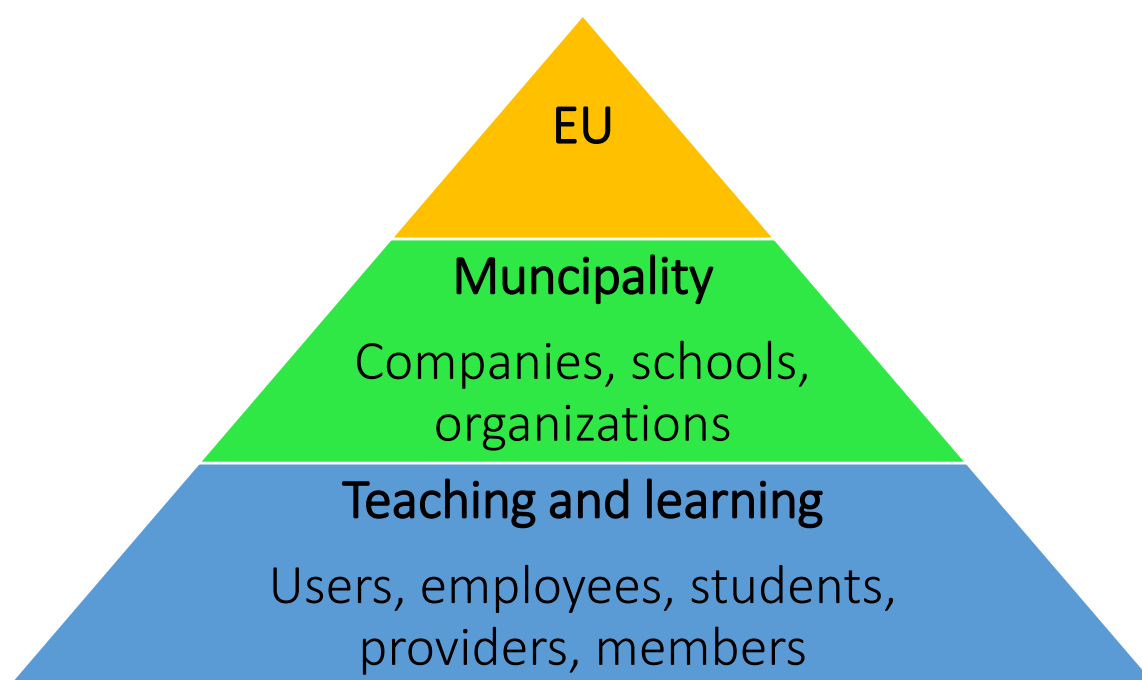 EU
Muncipality
Companies, schools,
organizations
Teaching and learning
Users, employees, students,
providers, members